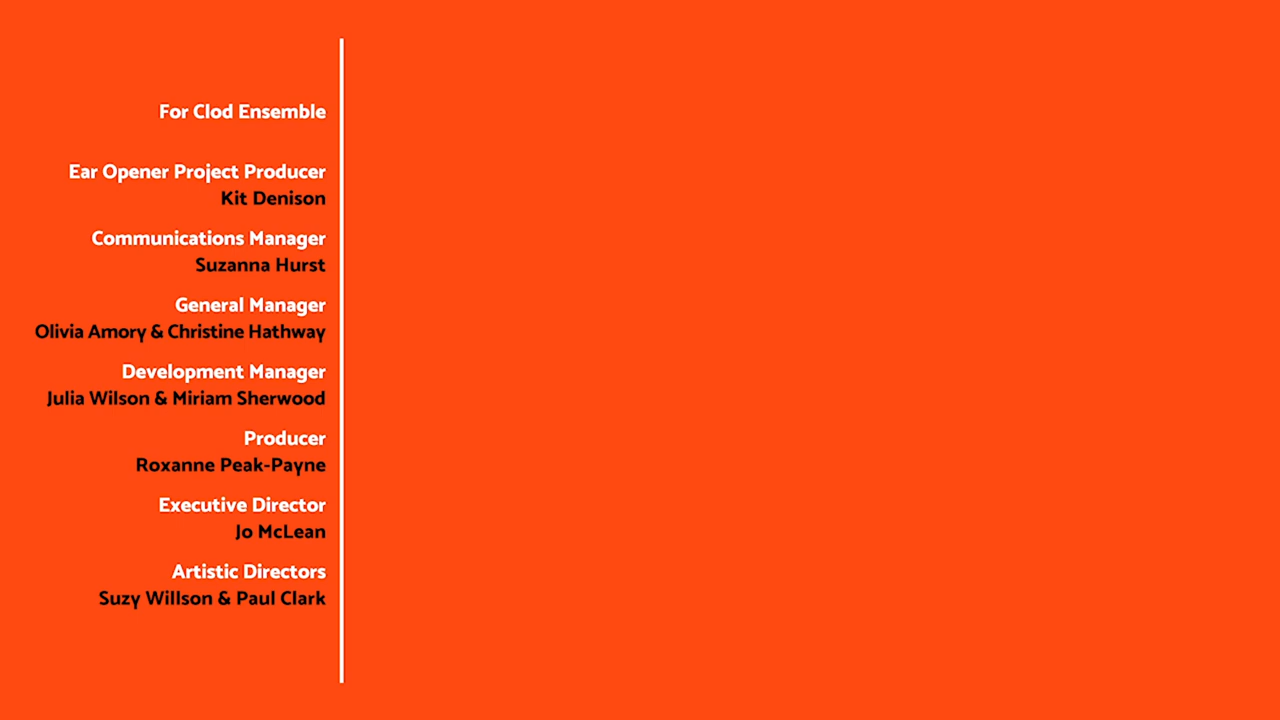 For Clod Ensemble
Ear Opener Project Producer
Kit Denison
Communications Manager
Suzanna Hurst
General Manager
Olivia Amory & Christine Hathway
Development Manager
Julia Wilson & Miriam Sherwood
Producer
Roxanne Peak-Payne
Executive Director
Jo McLean
Artistic Directors
Suzy Willson & Paul Clark